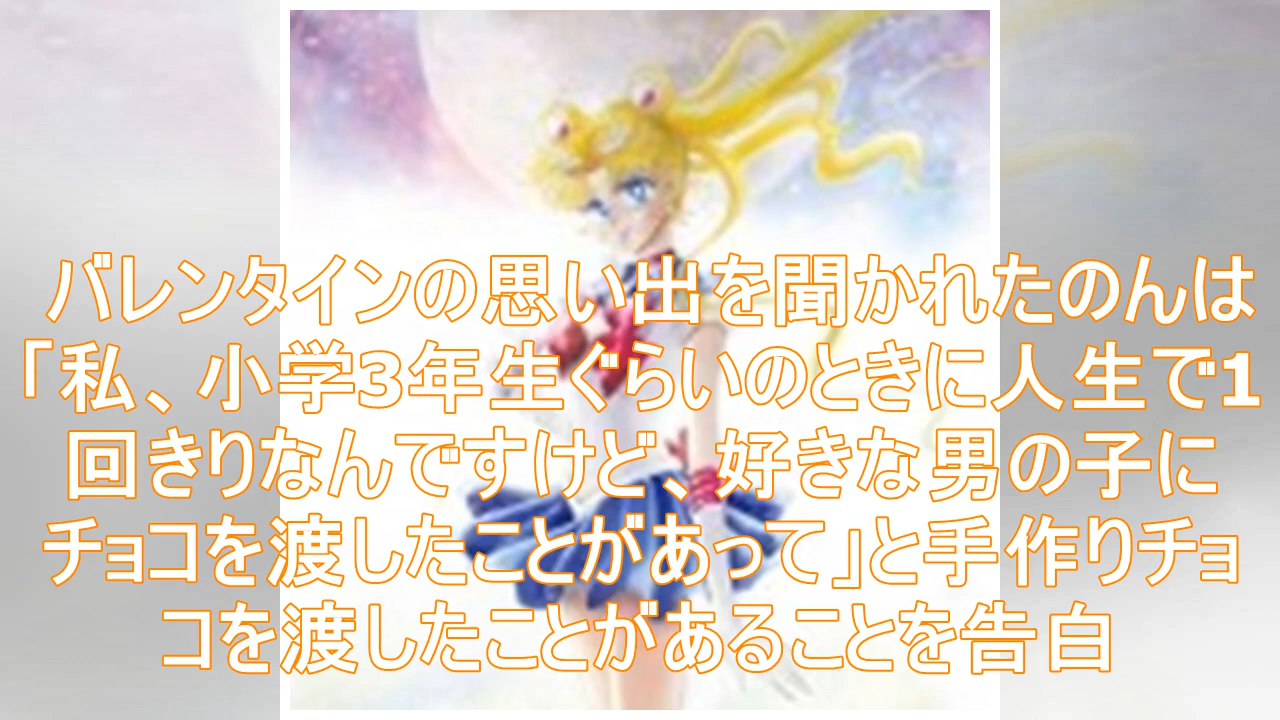 バレンタインの思い出を聞かれたのんは
「私、小学3年生ぐらいのときに人生で1
回きりなんですけど、好きな男の子に
チョコを渡したことがあって」と手作りチョ
コを渡したことがあることを告白